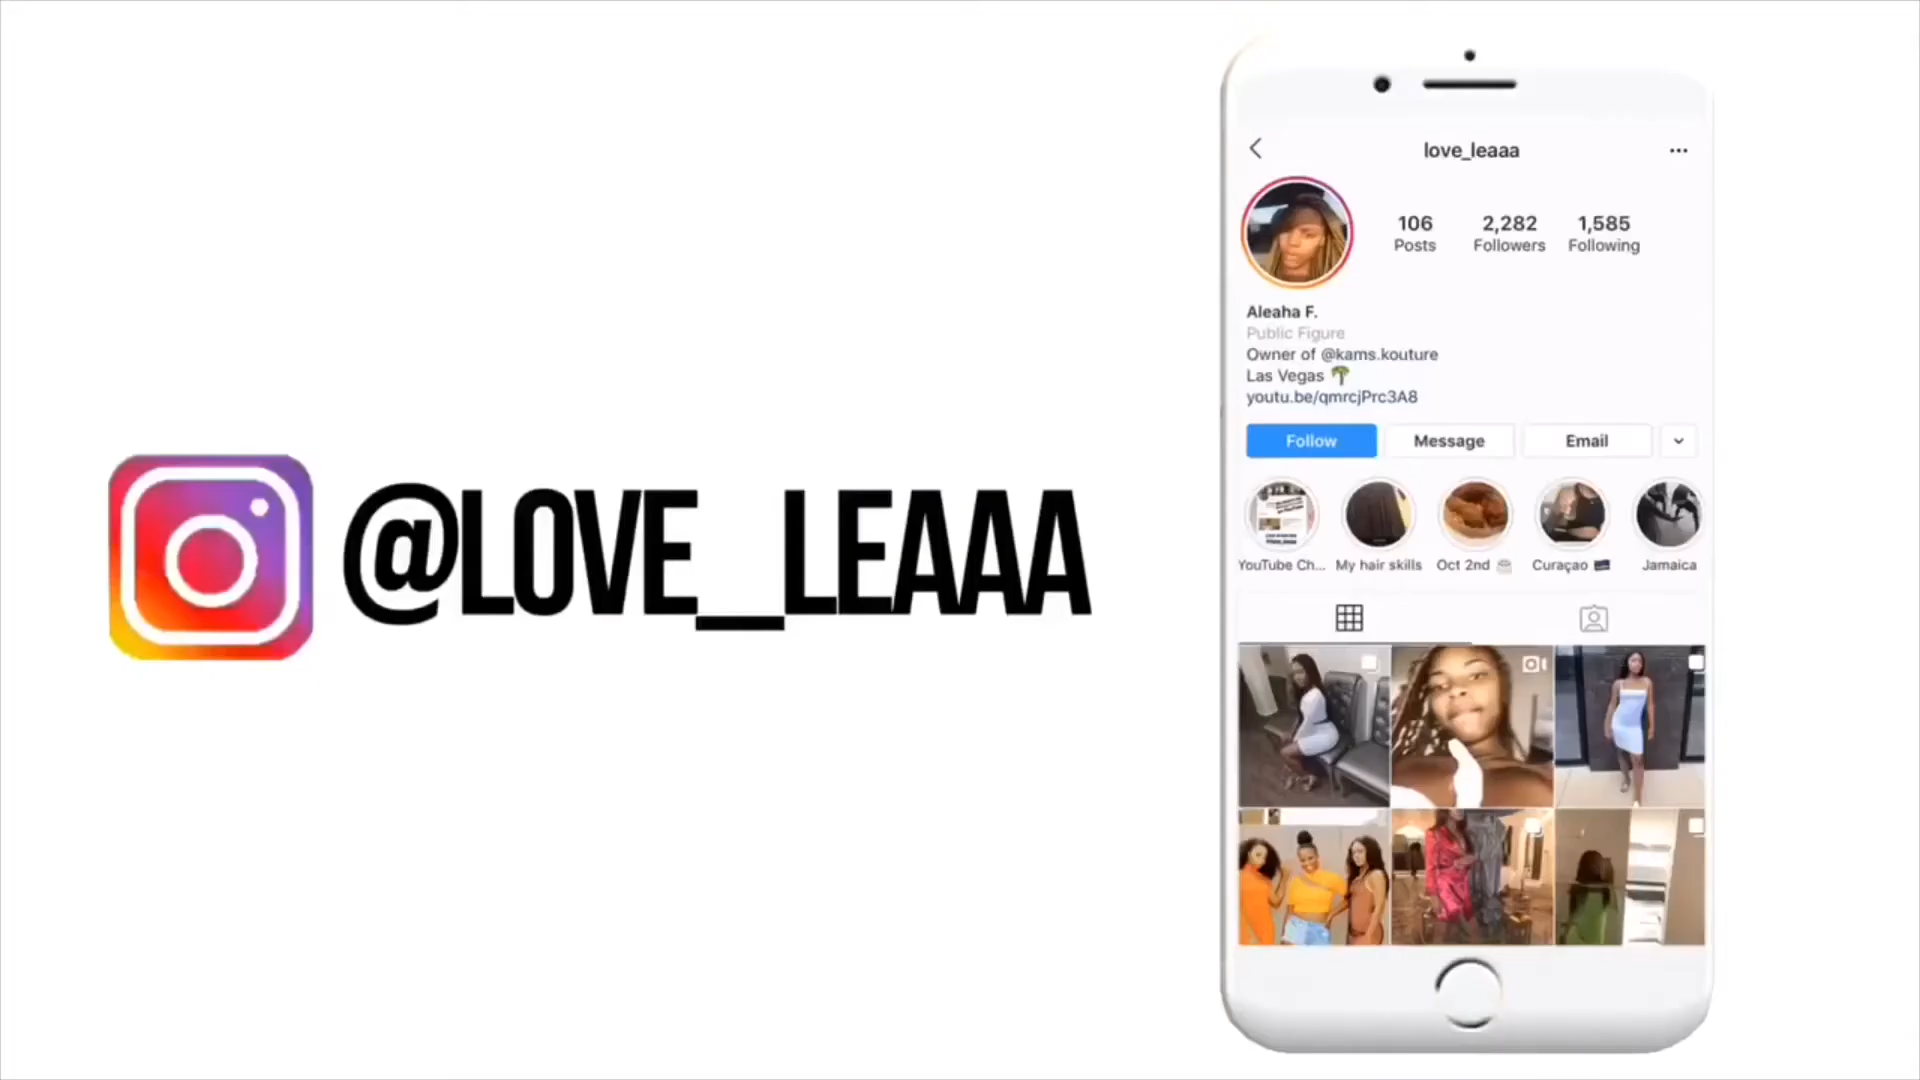 @LOVE_LEAAA
love_leaaa
106 2,282 1,585
Posts Followers Following
Aleaha F.
Public Figure
Owner of @kams.kouture
Las Vegas
youtu.be/qmrcjPrc3A8
Follow Message Email
YouTube Ch... My hair skills Oct 2nd Curaçao Jamaica